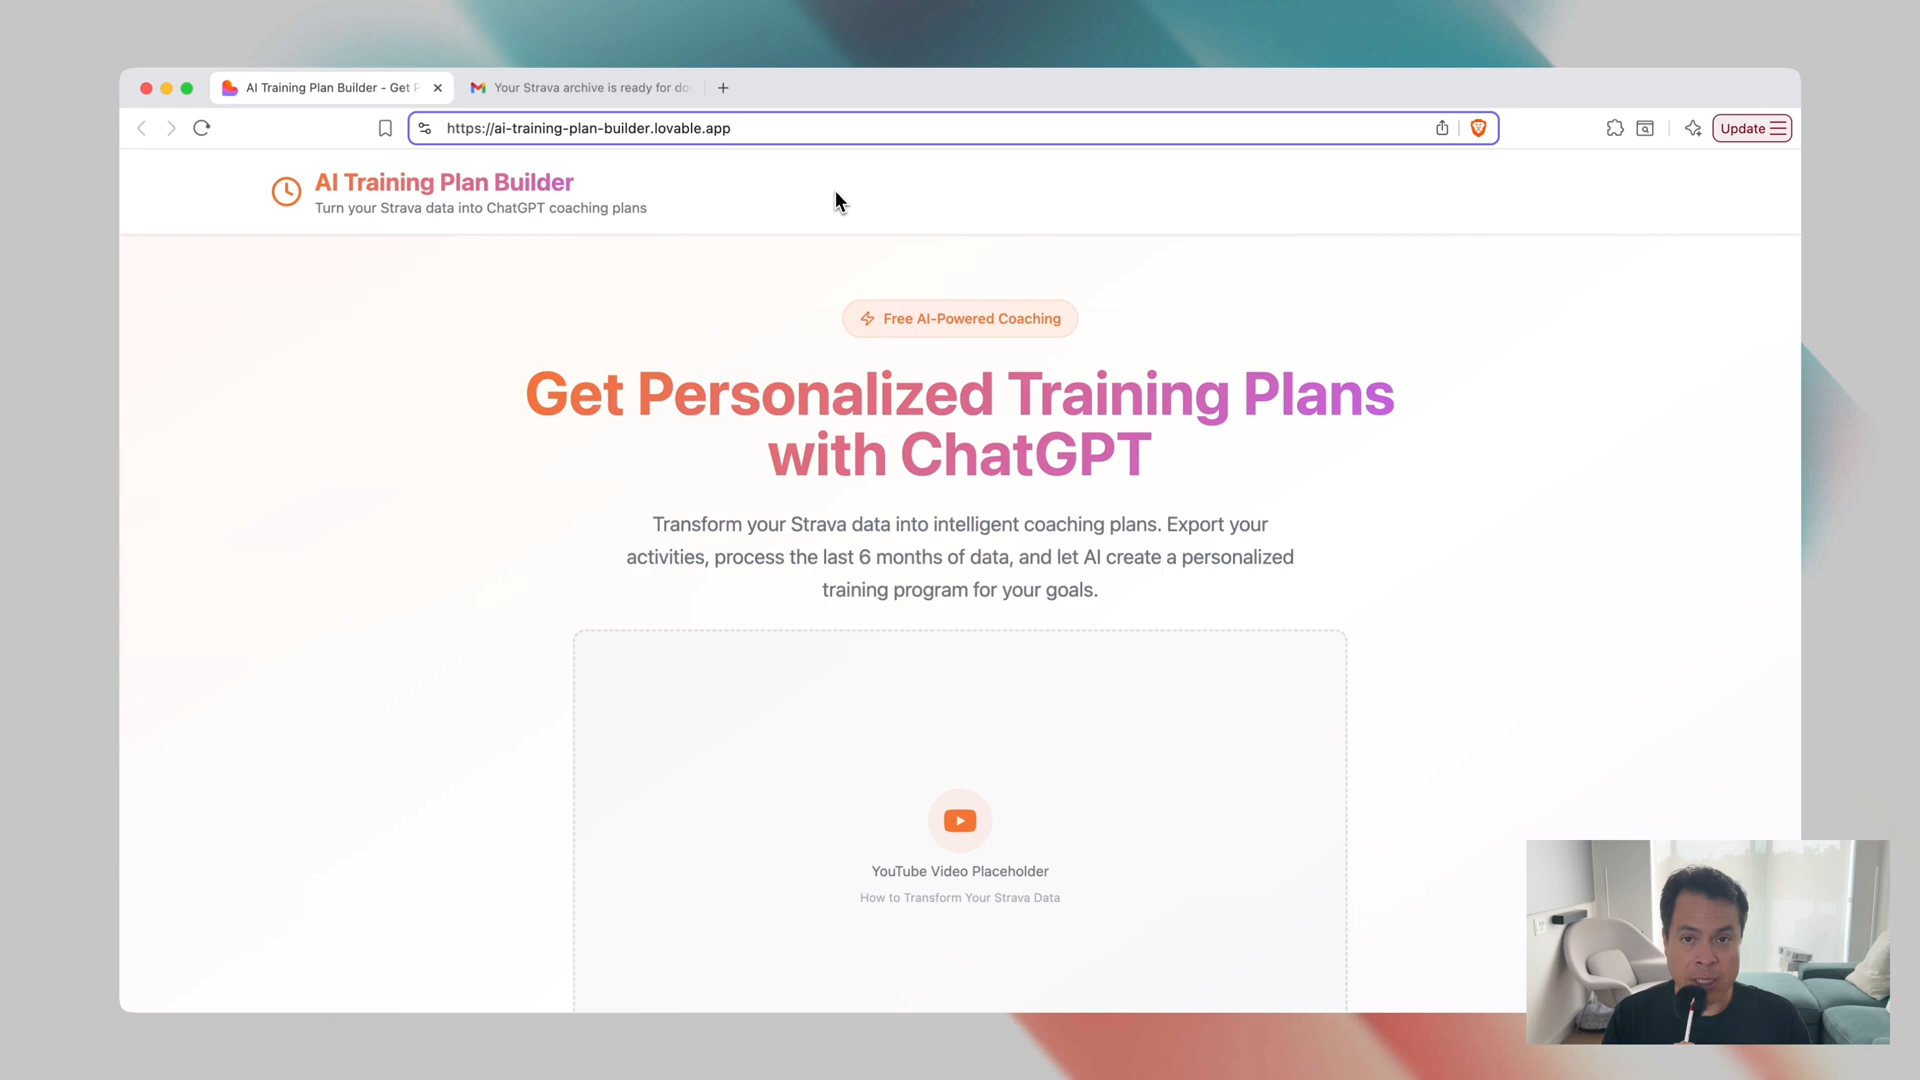 AI Training Plan Builder - Get P
Your Strava archive is ready for do
https://ai-training-plan-builder.lovable.app
Update
AI Training Plan Builder
Turn your Strava data into ChatGPT coaching plans
Free AI-Powered Coaching
Get Personalized Training Plans
with ChatGPT
Transform your Strava data into intelligent coaching plans. Export your
activities, process the last 6 months of data, and let AI create a personalized
training program for your goals.
YouTube Video Placeholder
How to Transform Your Strava Data